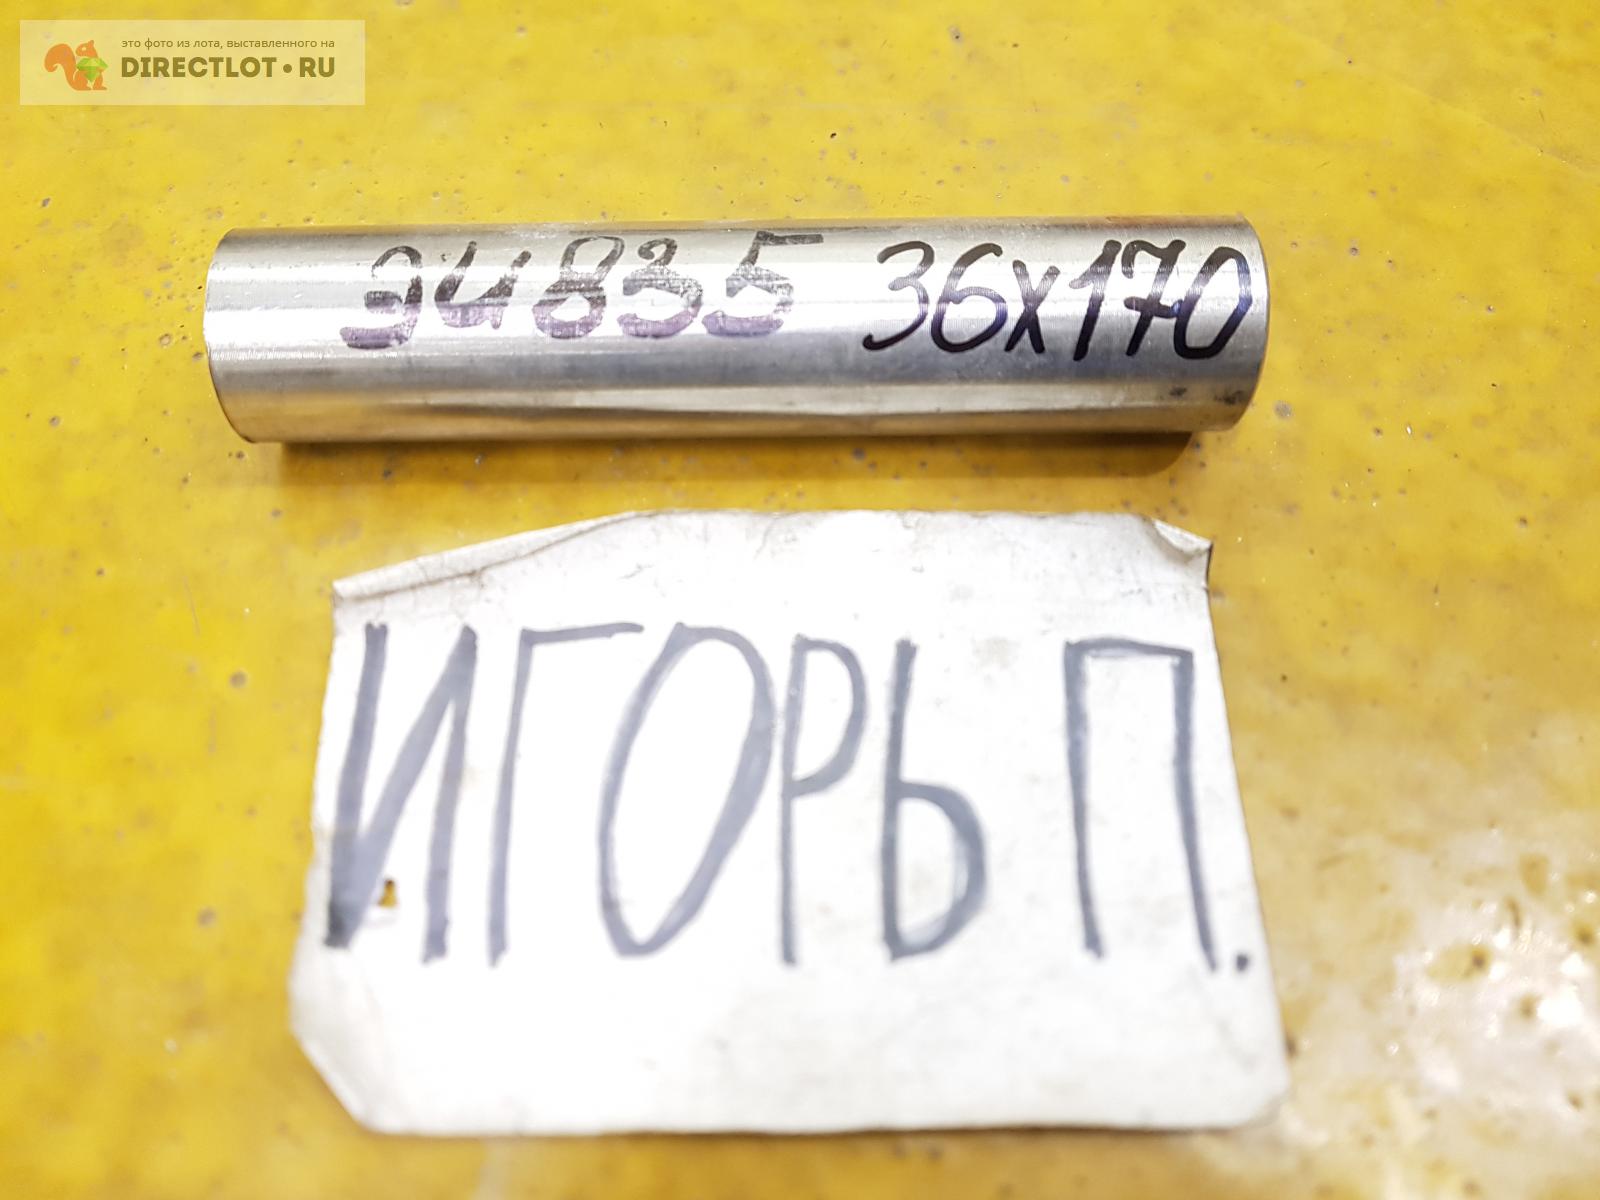 это фото из лота, выставленного на
DIRECTLOT•RU
ЭИ835 36х170
ИГОРЬ П.